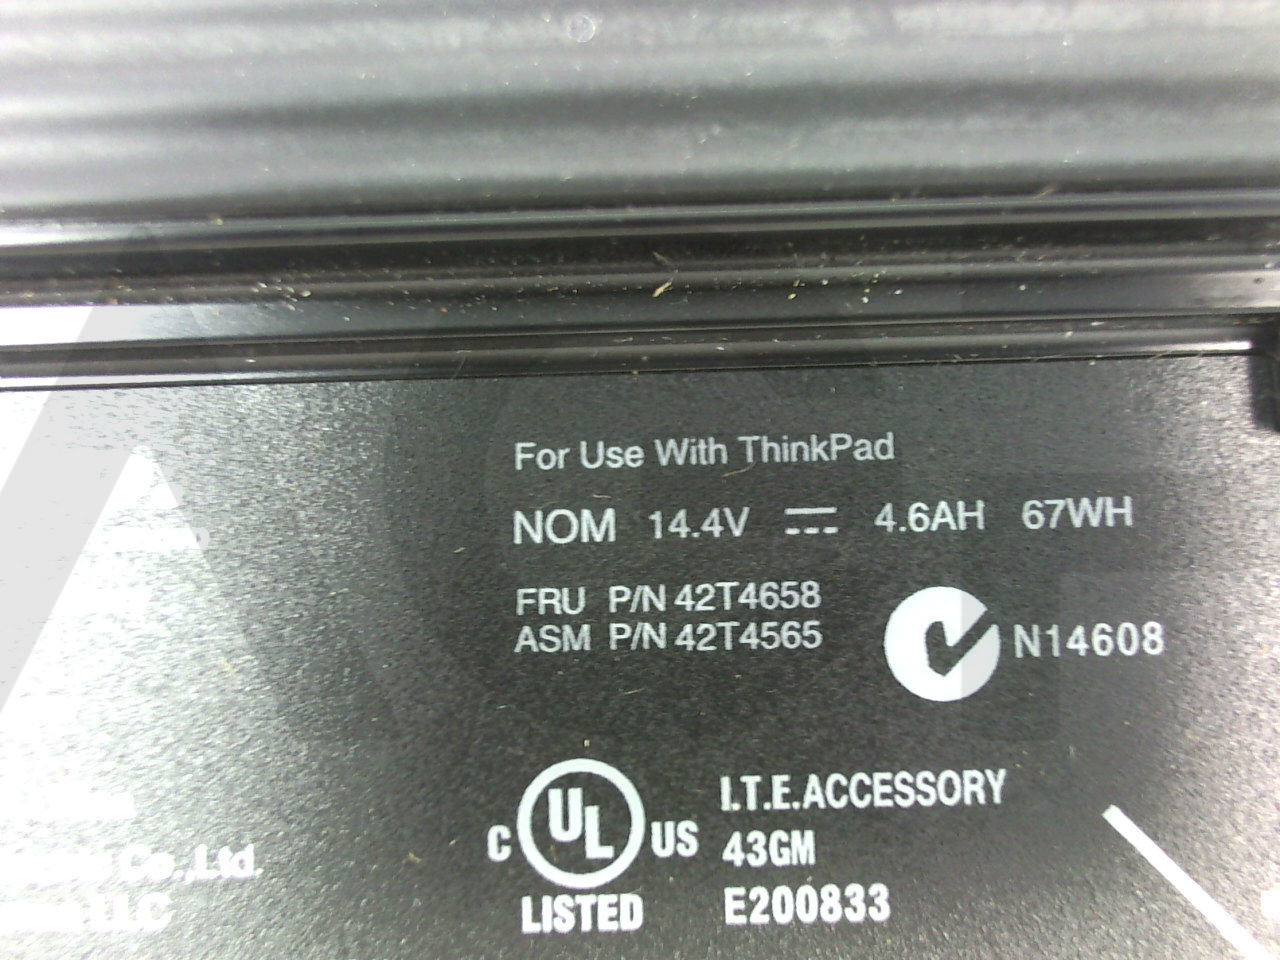 For Use With ThinkPad
NOM 14.4V 4.6AH 67WH
FRU P/N 42T4658
ASM P/N 42T4565
N14608
C UL US
LISTED
I.T.E.ACCESSORY
43GM
E200833
Co.,Ltd.
LLC